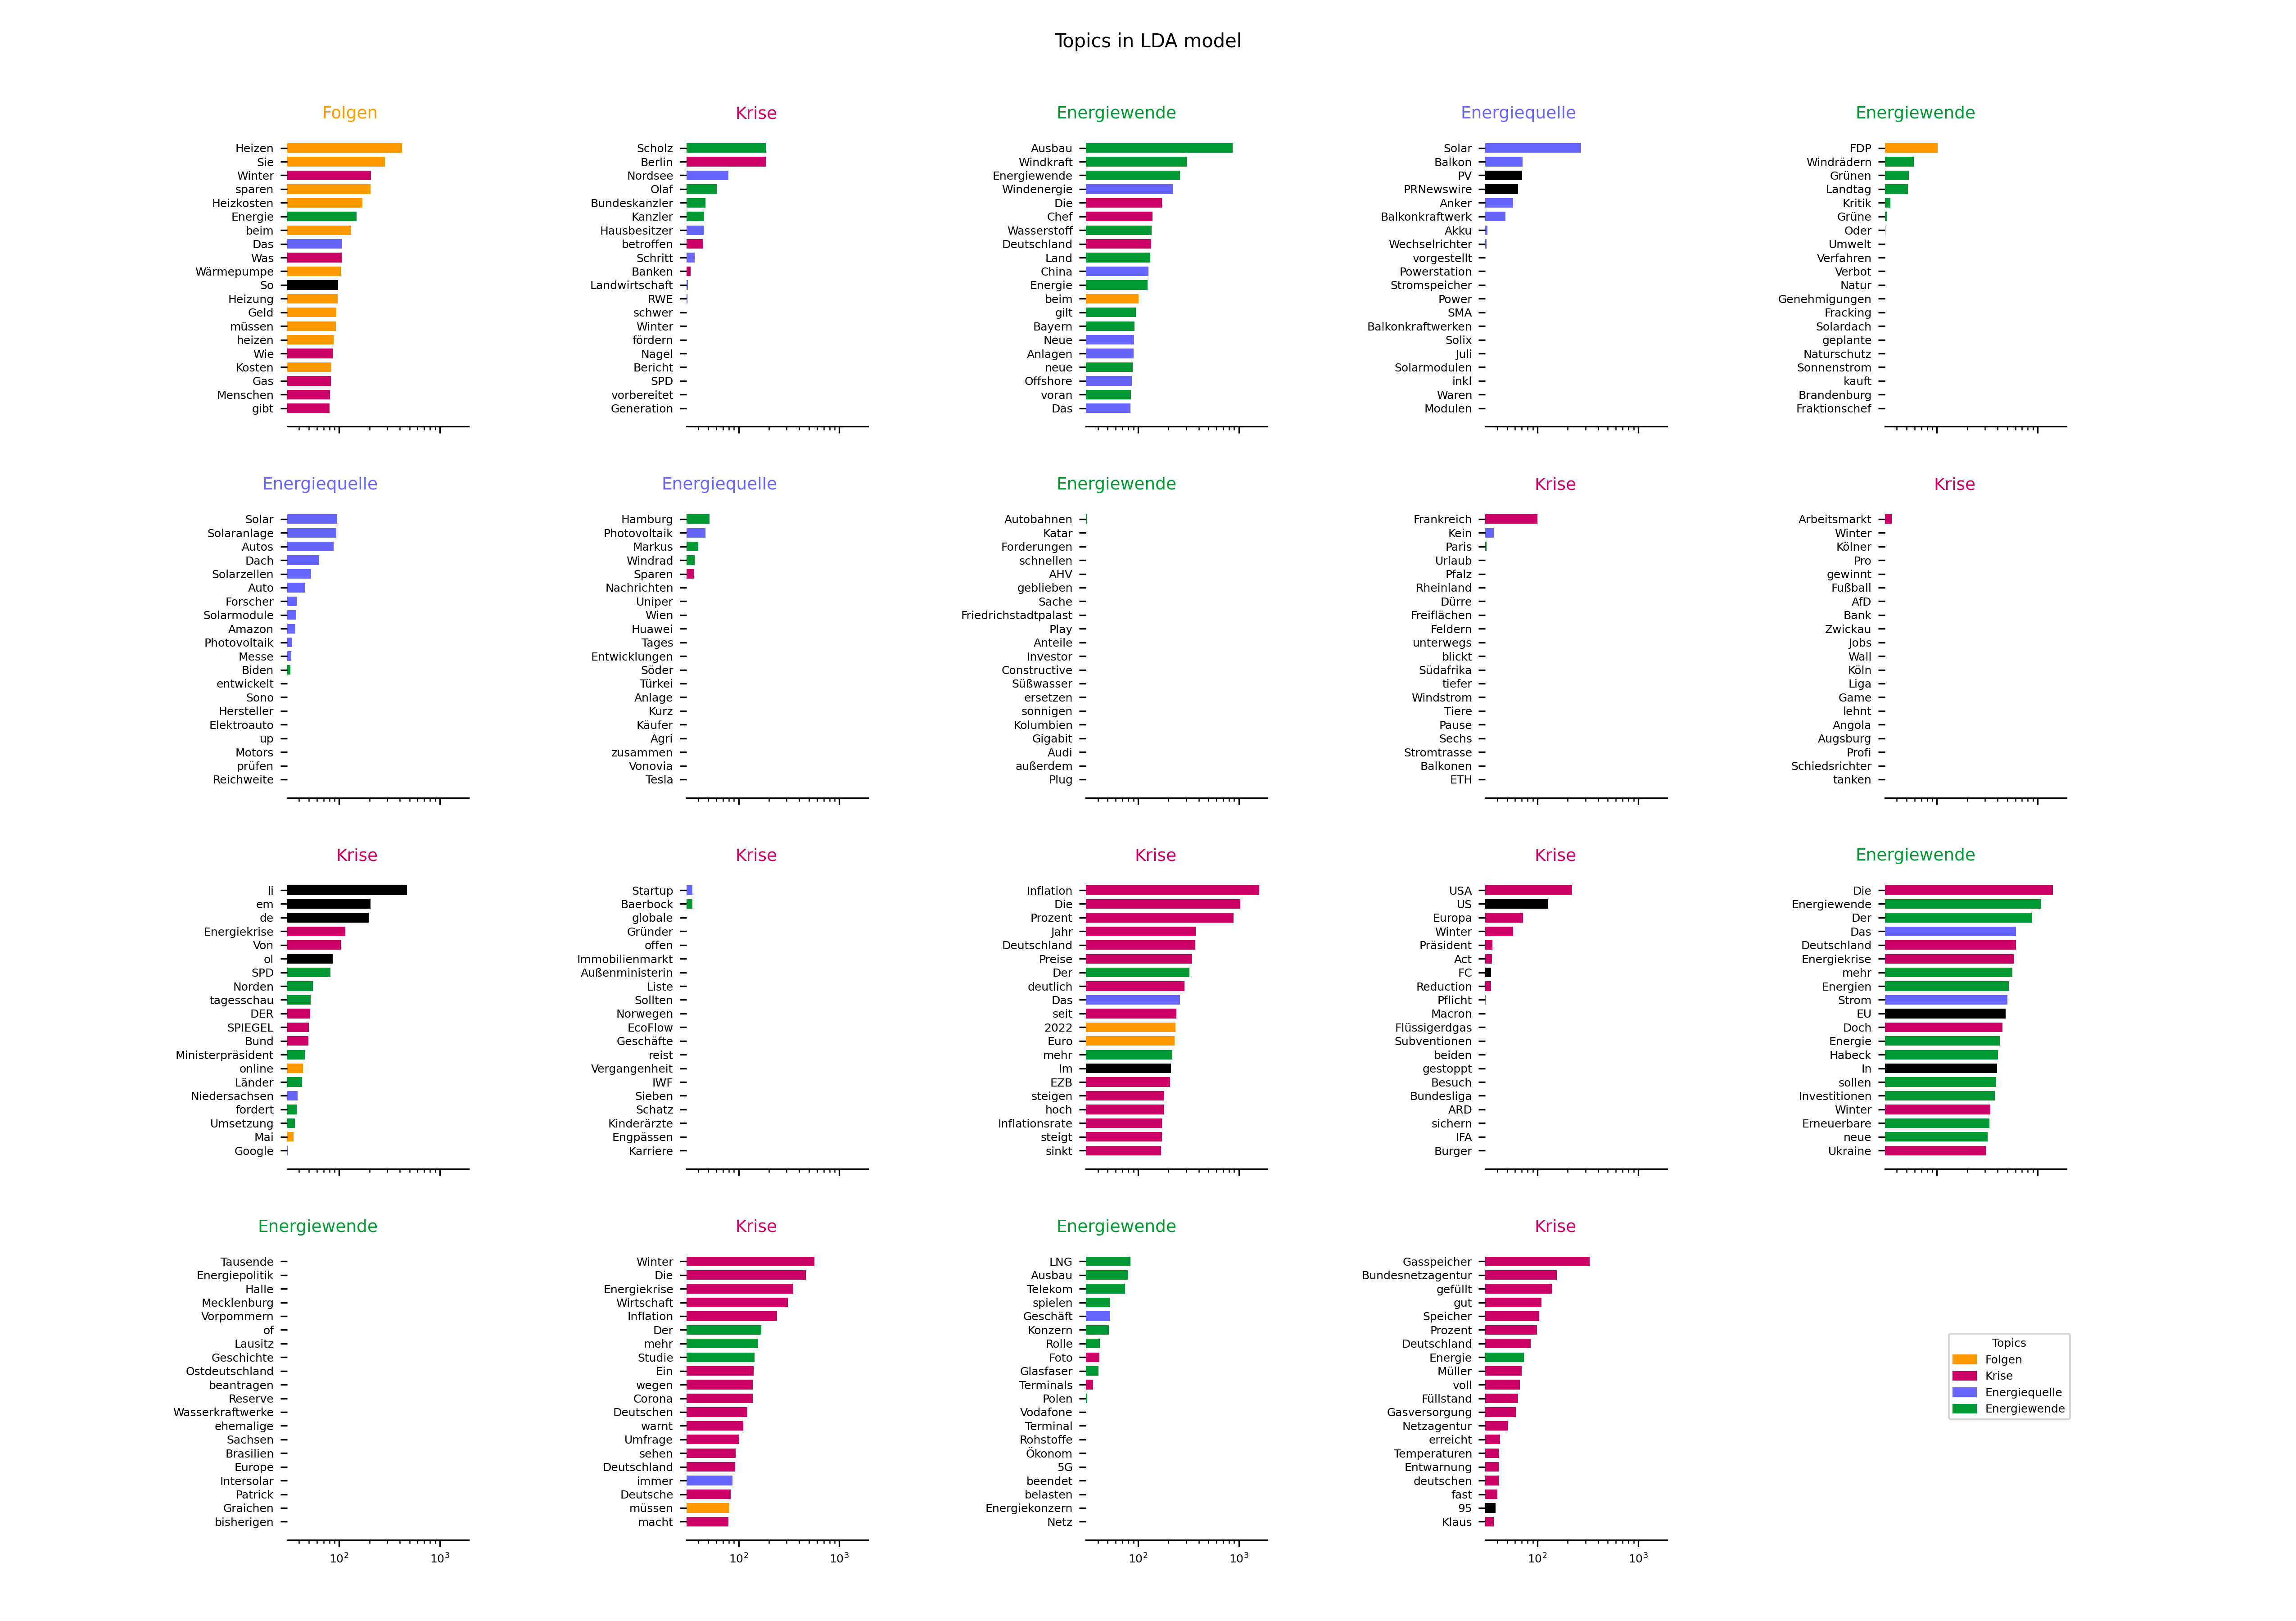 Topics in LDA model
Folgen
Heizen
Sie
Winter
sparen
Heizkosten
Energie
beim
Das
Was
Wärmepumpe
So
Heizung
Geld
müssen
heizen
Wie
Kosten
Gas
Menschen
gibt
Krise
Scholz
Berlin
Nordsee
Olaf
Bundeskanzler
Kanzler
Hausbesitzer
betroffen
Schritt
Banken
Landwirtschaft
RWE
schwer
Winter
fördern
Nagel
Bericht
SPD
vorbereitet
Generation
Energiewende
Ausbau
Windkraft
Energiewende
Windenergie
Die
Chef
Wasserstoff
Deutschland
Land
China
Energie
beim
gilt
Bayern
Neue
Anlagen
neue
Offshore
voran
Das
Energiequelle
Solar
Balkon
PV
PRNewswire
Anker
Balkonkraftwerk
Akku
Wechselrichter
vorgestellt
Powerstation
Stromspeicher
Power
SMA
Balkonkraftwerken
Solix
Juli
Solarmodulen
inkl
Waren
Modulen
Energiewende
FDP
Windrädern
Grünen
Landtag
Kritik
Grüne
Oder
Umwelt
Verfahren
Verbot
Natur
Genehmigungen
Fracking
Solardach
geplante
Naturschutz
Sonnenstrom
kauft
Brandenburg
Fraktionschef
Energiequelle
Solar
Solaranlage
Autos
Dach
Solarzellen
Auto
Forscher
Solarmodule
Amazon
Photovoltaik
Messe
Biden
entwickelt
Sono
Hersteller
Elektroauto
up
Motors
prüfen
Reichweite
Energiequelle
Hamburg
Photovoltaik
Markus
Windrad
Sparen
Nachrichten
Uniper
Wien
Huawei
Tages
Entwicklungen
Söder
Türkei
Anlage
Kurz
Käufer
Agri
zusammen
Vonovia
Tesla
Energiewende
Autobahnen
Katar
Forderungen
schnellen
AHV
geblieben
Sache
Friedrichstadtpalast
Play
Anteile
Investor
Constructive
Süßwasser
ersetzen
sonnigen
Kolumbien
Gigabit
Audi
außerdem
Plug
Krise
Frankreich
Kein
Paris
Urlaub
Pfalz
Rheinland
Dürre
Freiflächen
Feldern
unterwegs
blickt
Südafrika
tiefer
Windstrom
Tiere
Pause
Sechs
Stromtrasse
Balkonen
ETH
Krise
Arbeitsmarkt
Winter
Kölner
Pro
gewinnt
Fußball
AfD
Bank
Zwickau
Jobs
Wall
Köln
Liga
Game
lehnt
Angola
Augsburg
Profi
Schiedsrichter
tanken
Krise
li
em
de
Energiekrise
Von
ol
SPD
Norden
tagesschau
DER
SPIEGEL
Bund
Ministerpräsident
online
Länder
Niedersachsen
fordert
Umsetzung
Mai
Google
Krise
Startup
Baerbock
globale
Gründer
offen
Immobilienmarkt
Außenministerin
Liste
Sollten
Norwegen
EcoFlow
Geschäfte
reist
Vergangenheit
IWF
Sieben
Schatz
Kinderärzte
Engpässen
Karriere
Krise
Inflation
Die
Prozent
Jahr
Deutschland
Preise
Der
deutlich
Das
seit
2022
Euro
mehr
Im
EZB
steigen
hoch
Inflationsrate
steigt
sinkt
Krise
USA
US
Europa
Winter
Präsident
Act
FC
Reduction
Pflicht
Macron
Flüssigerdgas
Subventionen
beiden
gestoppt
Besuch
Bundesliga
ARD
sichern
IFA
Burger
Energiewende
Die
Energiewende
Der
Das
Deutschland
Energiekrise
mehr
Energien
Strom
EU
Doch
Energie
Habeck
In
sollen
Investitionen
Winter
Erneuerbare
neue
Ukraine
Energiewende
Tausende
Energiepolitik
Halle
Mecklenburg
Vorpommern
of
Lausitz
Geschichte
Ostdeutschland
beantragen
Reserve
Wasserkraftwerke
ehemalige
Sachsen
Brasilien
Europe
Intersolar
Patrick
Graichen
bisherigen
10²
10³
Krise
Winter
Die
Energiekrise
Wirtschaft
Inflation
Der
mehr
Studie
Ein
wegen
Corona
Deutschen
warnt
Umfrage
sehen
Deutschland
immer
Deutsche
müssen
macht
10²
10³
Energiewende
LNG
Ausbau
Telekom
spielen
Geschäft
Konzern
Rolle
Foto
Glasfaser
Terminals
Polen
Vodafone
Terminal
Rohstoffe
Ökonom
5G
beendet
belasten
Energiekonzern
Netz
10²
10³
Krise
Gasspeicher
Bundesnetzagentur
gefüllt
gut
Speicher
Prozent
Deutschland
Energie
Müller
voll
Füllstand
Gasversorgung
Netzagentur
erreicht
Temperaturen
Entwarnung
deutschen
fast
95
Klaus
10²
10³
Topics
Folgen
Krise
Energiequelle
Energiewende